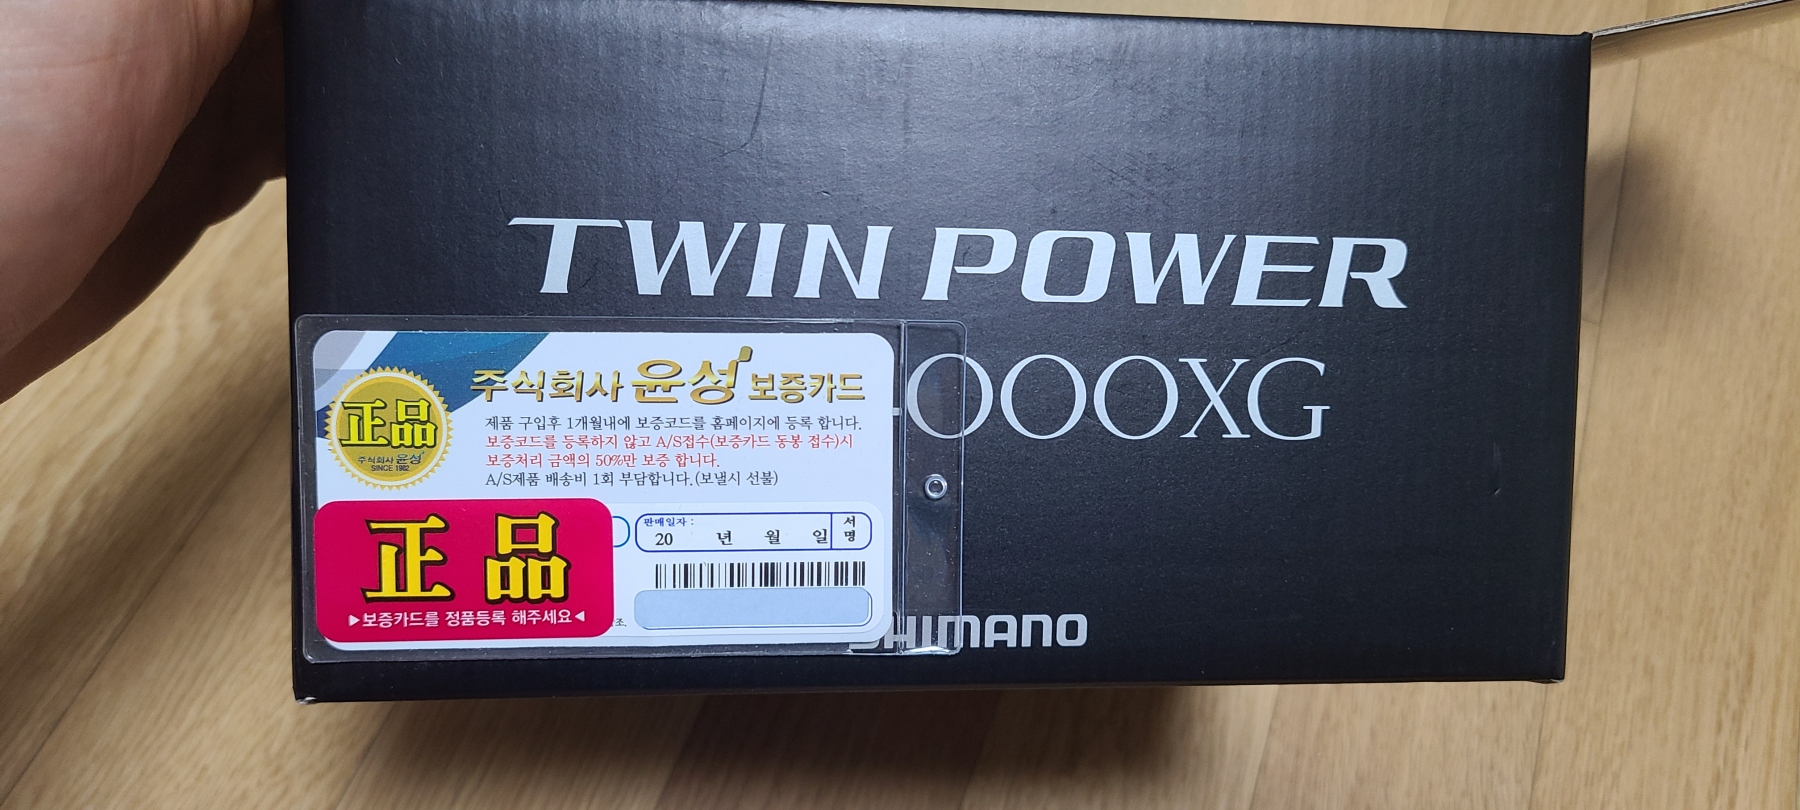 TWIN POWER
000XG
SHIMANO
주식회사 윤성 보증카드
제품 구입후 1개월내에 보증코드를 홈페이지에 등록 합니다.
보증코드를 등록하지 않고 A/S접수(보증카드 동봉 접수)시
보증처리 금액의 50%만 보증 합니다.
A/S제품 배송비 1회 부담합니다.(보낼시 선불)
正品
주식회사 윤성
SINCE 1982
正品
▶보증카드를 정품등록 해주세요◀
판매일자 :
20 년 월 일
서명
조.